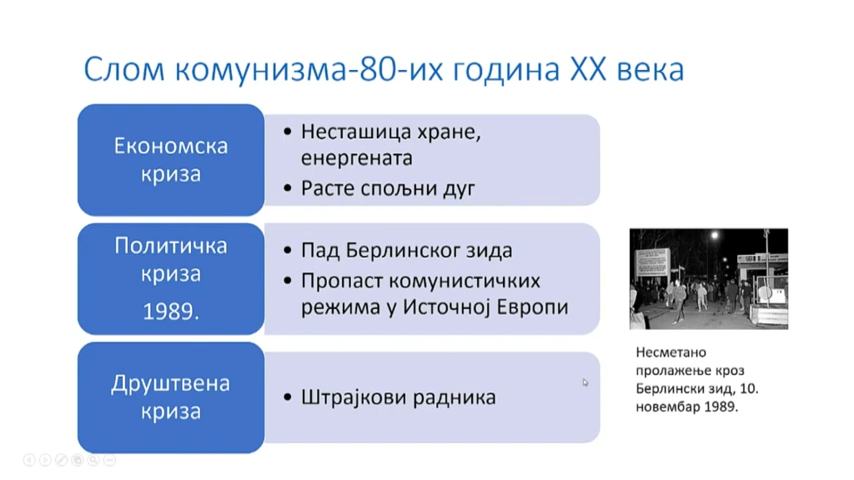 Слом комунизма-80-их година XX века
Економска
криза
• Несташица хране,
енергената
• Расте спољни дуг
Политичка
криза
1989.
• Пад Берлинског зида
• Пропаст комунистичких
режима у Источној Европи
Друштвена
криза
• Штрајкови радника
Несметано
пролажење кроз
Берлински зид, 10.
новембар 1989.